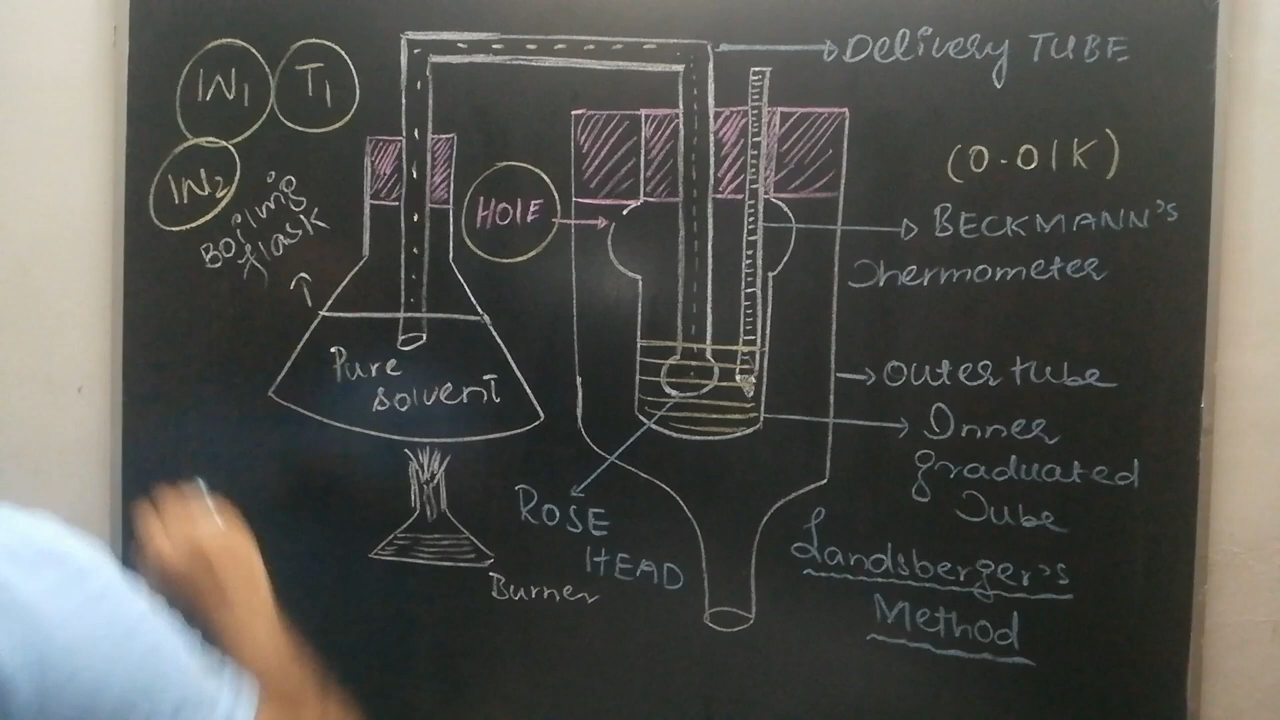 IN1
T1
IN2
Boiling
flask
Pure
solvent
Burner
HOlE
ROSE
HEAD
Delivery TUBE
(0.01K)
BECKMANN's
Thermometer
Outer tube
Inner
graduated
Tube
Landsberger's
Method